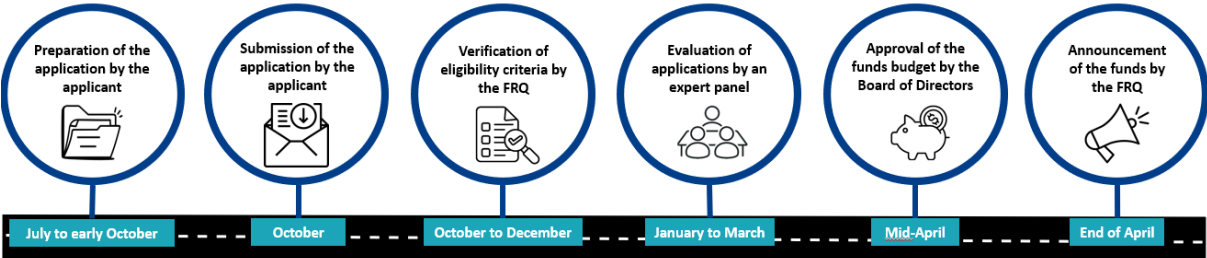 Preparation of the
application by the
applicant
Submission of the
application by the
applicant
Verification of
eligibility criteria by
the FRQ
Evaluation of
applications by an
expert panel
Approval of the
funds budget by the
Board of Directors
Announcement
of the funds by
the FRQ
July to early October
October
October to December
January to March
Mid-April
End of April